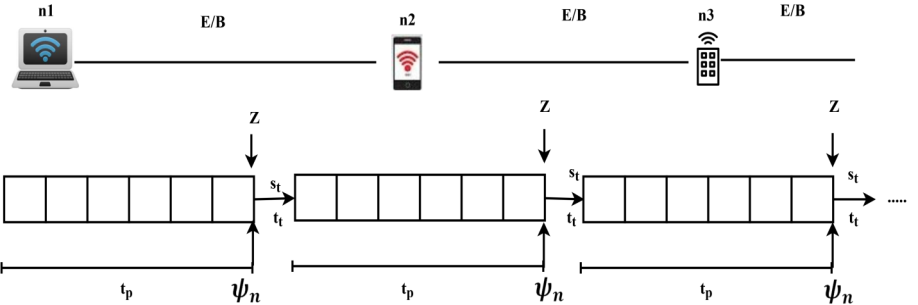 n1 E/B n2 E/B n3 E/B
Z Z Z
sₜ sₜ sₜ
tₜ tₜ tₜ .....
tₚ ψₙ tₚ ψₙ tₚ ψₙ